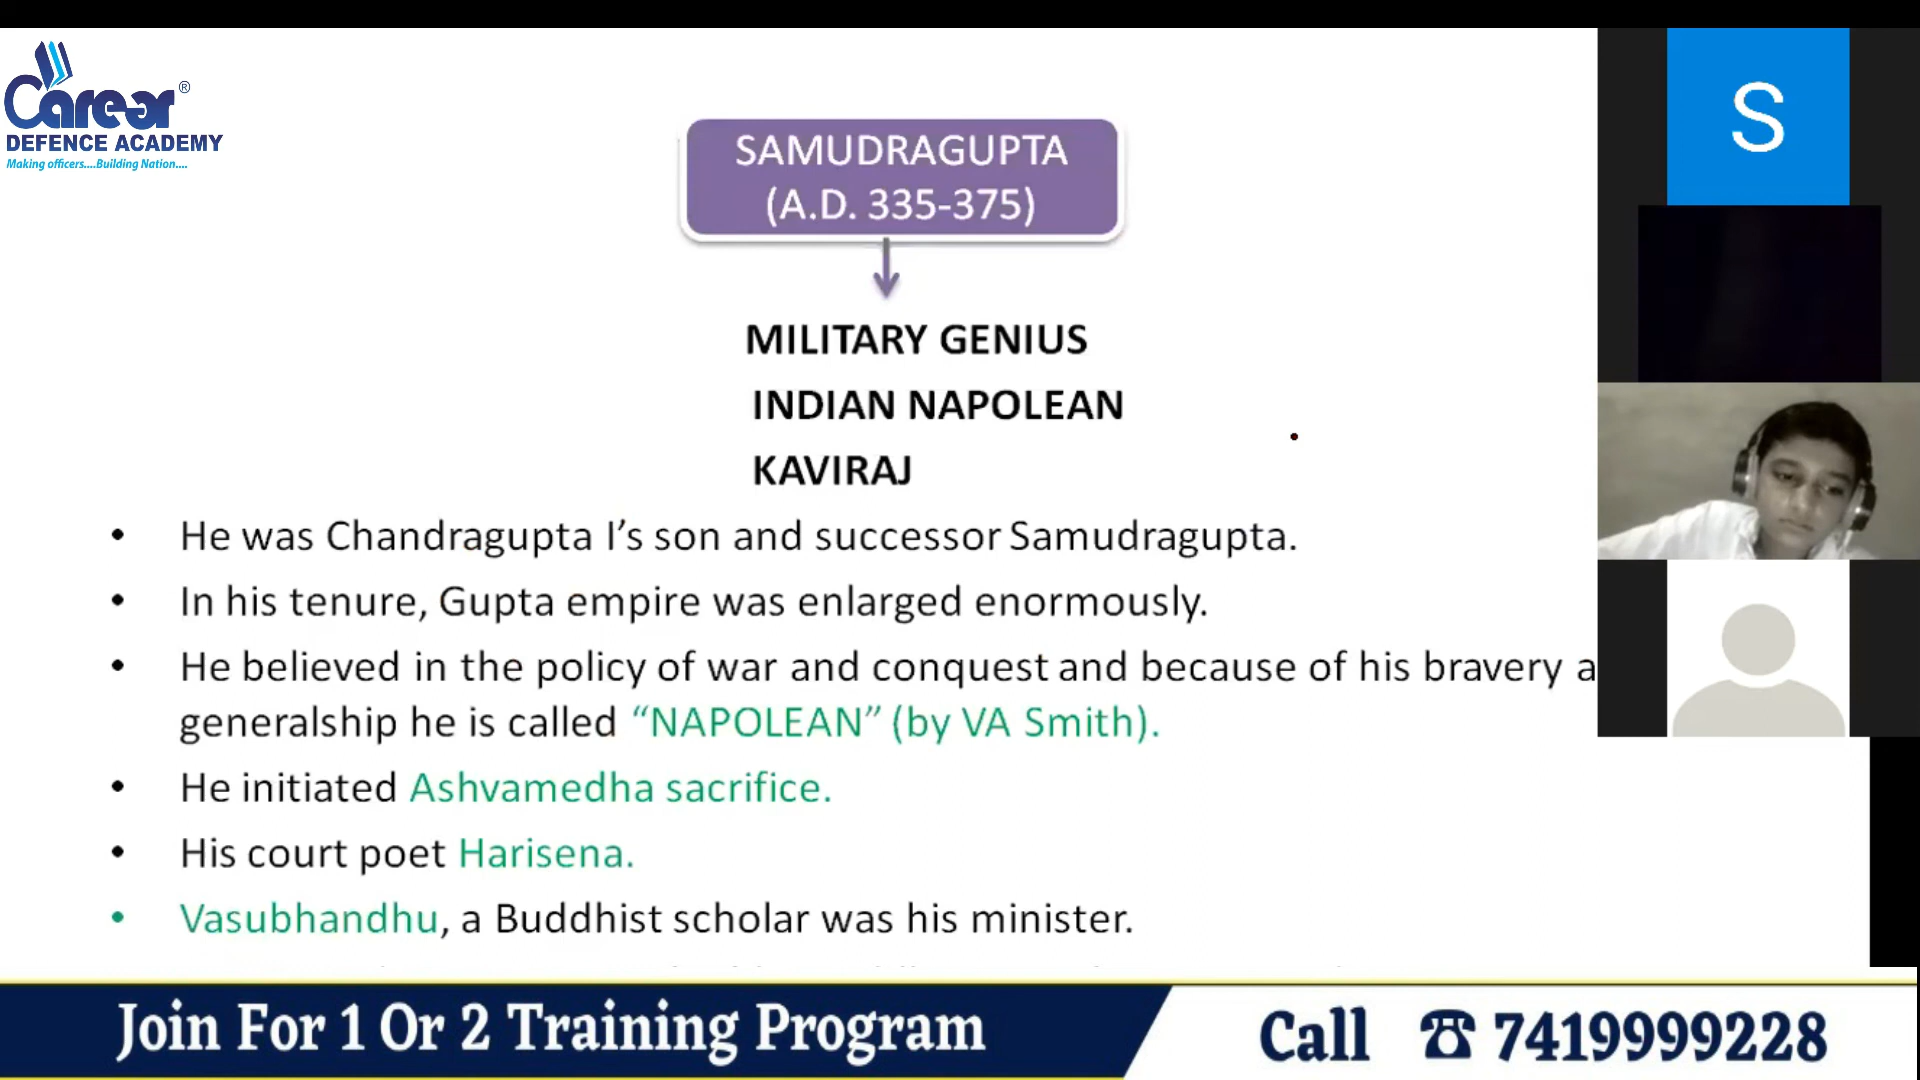 Carear®
DEFENCE ACADEMY
Making officers....Building Nation....
SAMUDRAGUPTA
(A.D. 335-375)
MILITARY GENIUS
INDIAN NAPOLEAN
KAVIRAJ
• He was Chandragupta I’s son and successor Samudragupta.
• In his tenure, Gupta empire was enlarged enormously.
• He believed in the policy of war and conquest and because of his bravery a
generalship he is called “NAPOLEAN” (by VA Smith).
• He initiated Ashvamedha sacrifice.
• His court poet Harisena.
• Vasubhandhu, a Buddhist scholar was his minister.
S
Join For 1 Or 2 Training Program
Call ☎ 7419999228